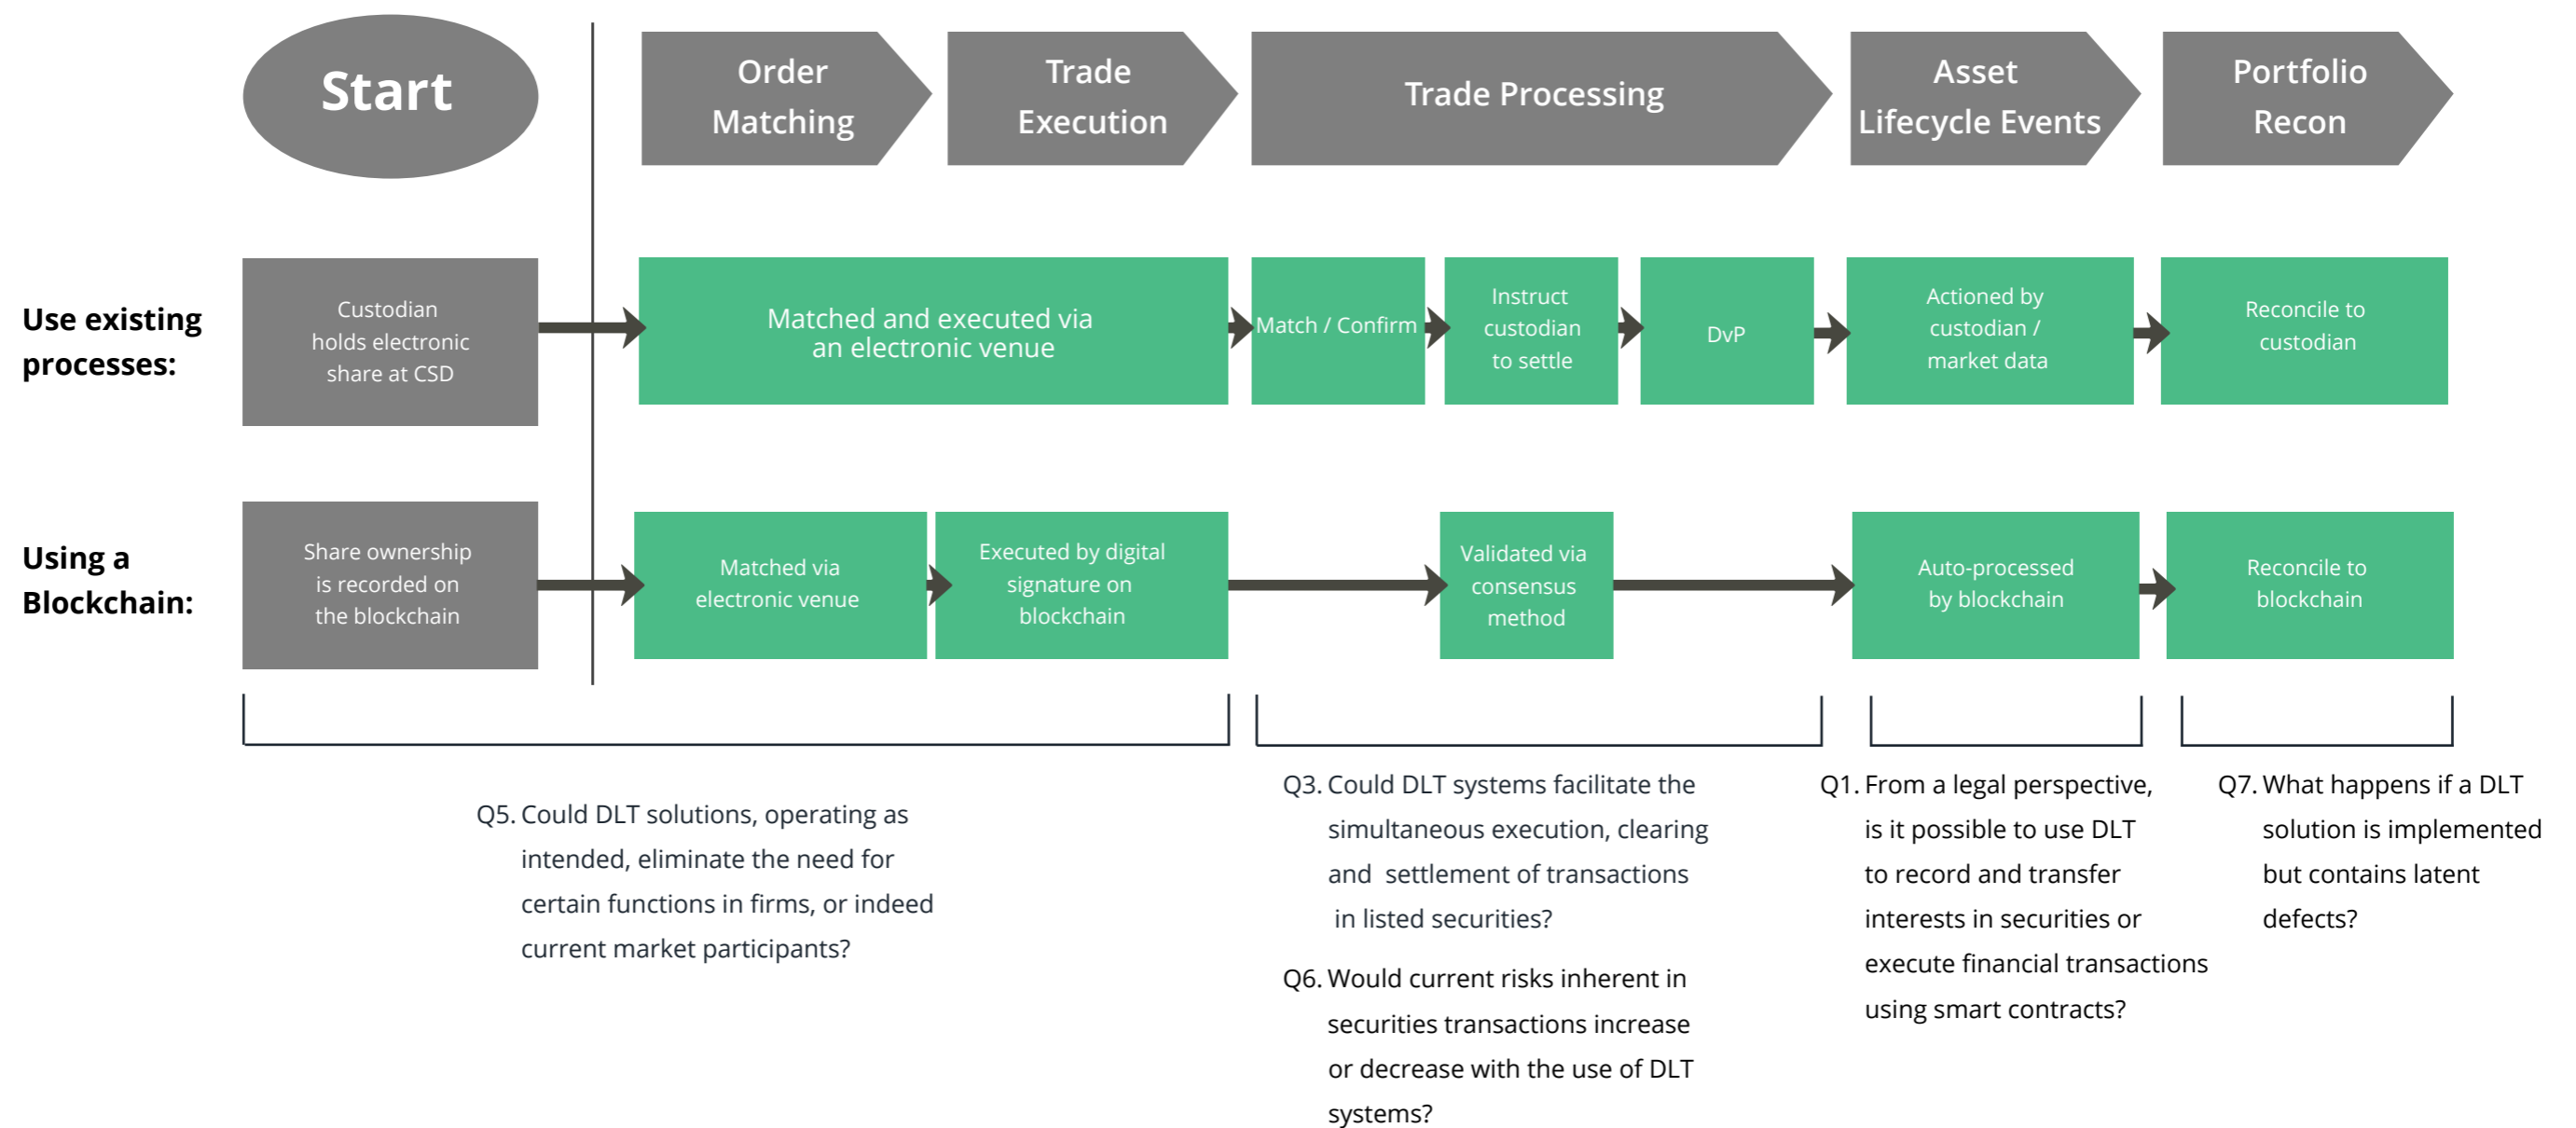 Start
Order
Matching
Trade
Execution
Trade Processing
Asset
Lifecycle Events
Portfolio
Recon
Use existing
processes:
Custodian
holds electronic
share at CSD
Matched and executed via
an electronic venue
Match / Confirm
Instruct
custodian
to settle
DvP
Actioned by
custodian /
market data
Reconcile to
custodian
Using a
Blockchain:
Share ownership
is recorded on
the blockchain
Matched via
electronic venue
Executed by digital
signature on
blockchain
Validated via
consensus
method
Auto-processed
by blockchain
Reconcile to
blockchain
Q5. Could DLT solutions, operating as
intended, eliminate the need for
certain functions in firms, or indeed
current market participants?
Q3. Could DLT systems facilitate the
simultaneous execution, clearing
and settlement of transactions
in listed securities?
Q6. Would current risks inherent in
securities transactions increase
or decrease with the use of DLT
systems?
Q1. From a legal perspective,
is it possible to use DLT
to record and transfer
interests in securities or
execute financial transactions
using smart contracts?
Q7. What happens if a DLT
solution is implemented
but contains latent
defects?